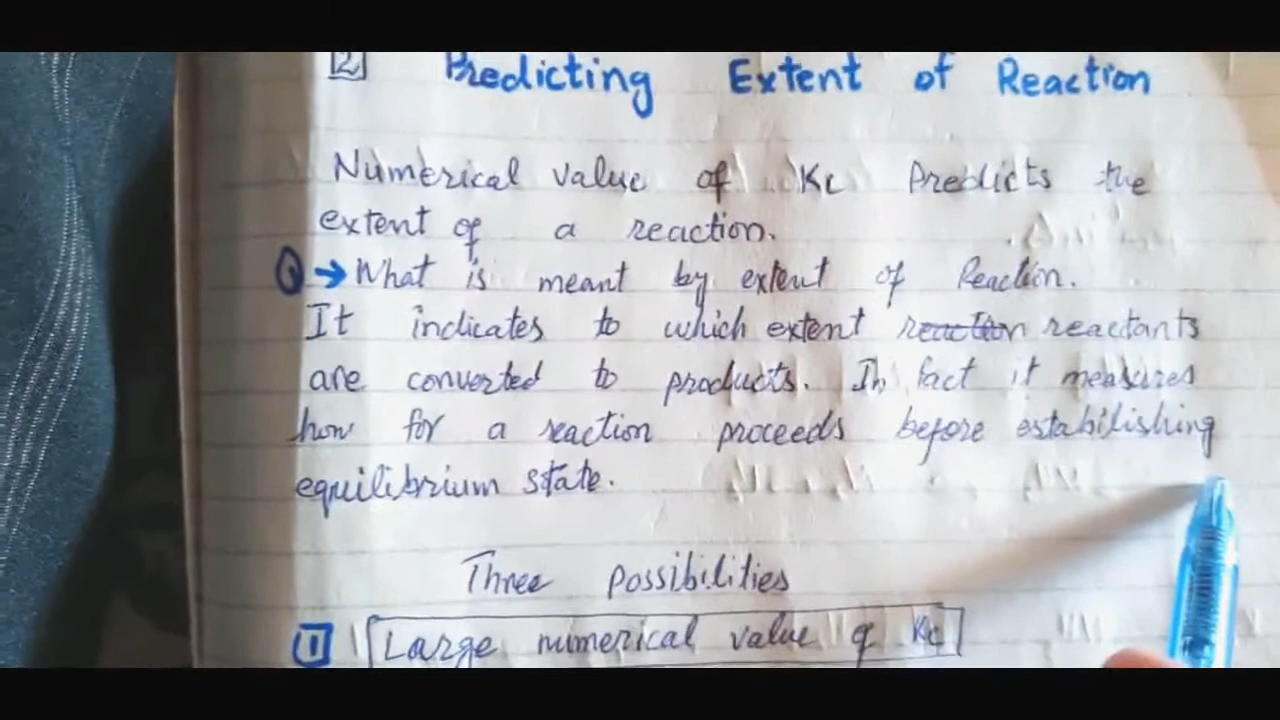 2 Predicting Extent of Reaction
Numerical value of Kc Predicts the
extent of a reaction.
Q → What is meant by extent of Reaction.
It indicates to which extent reaction reactants
are converted to products. In fact it measures
how for a reaction proceeds before estabilishing
equilibrium state.
Three possibilities
1 Large numerical value of Kc